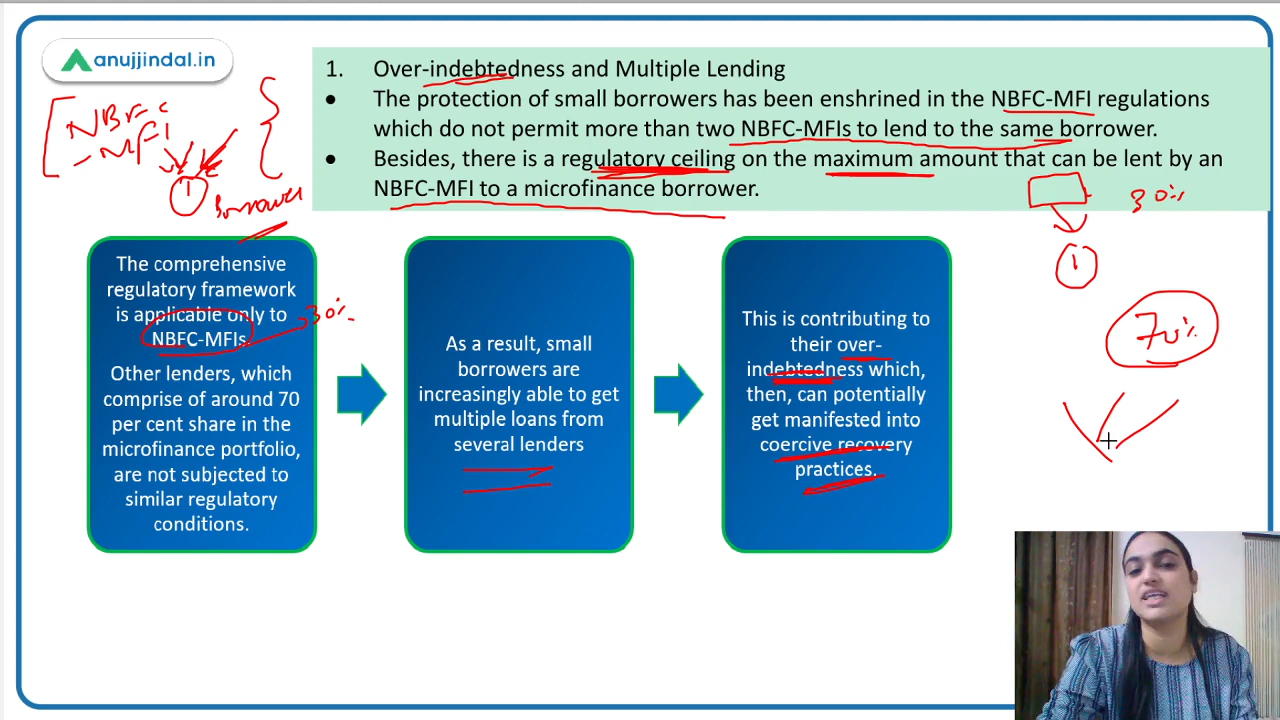 anujjindal.in
1. Over-indebtedness and Multiple Lending
• The protection of small borrowers has been enshrined in the NBFC-MFI regulations
which do not permit more than two NBFC-MFIs to lend to the same borrower.
• Besides, there is a regulatory ceiling on the maximum amount that can be lent by an
NBFC-MFI to a microfinance borrower.
NBFC
-MFI
1
Borrower
30%
1
70%
The comprehensive
regulatory framework
is applicable only to
NBFC-MFIs.
30%
Other lenders, which
comprise of around 70
per cent share in the
microfinance portfolio,
are not subjected to
similar regulatory
conditions.
As a result, small
borrowers are
increasingly able to get
multiple loans from
several lenders
This is contributing to
their over-
indebtedness which,
then, can potentially
get manifested into
coercive recovery
practices.